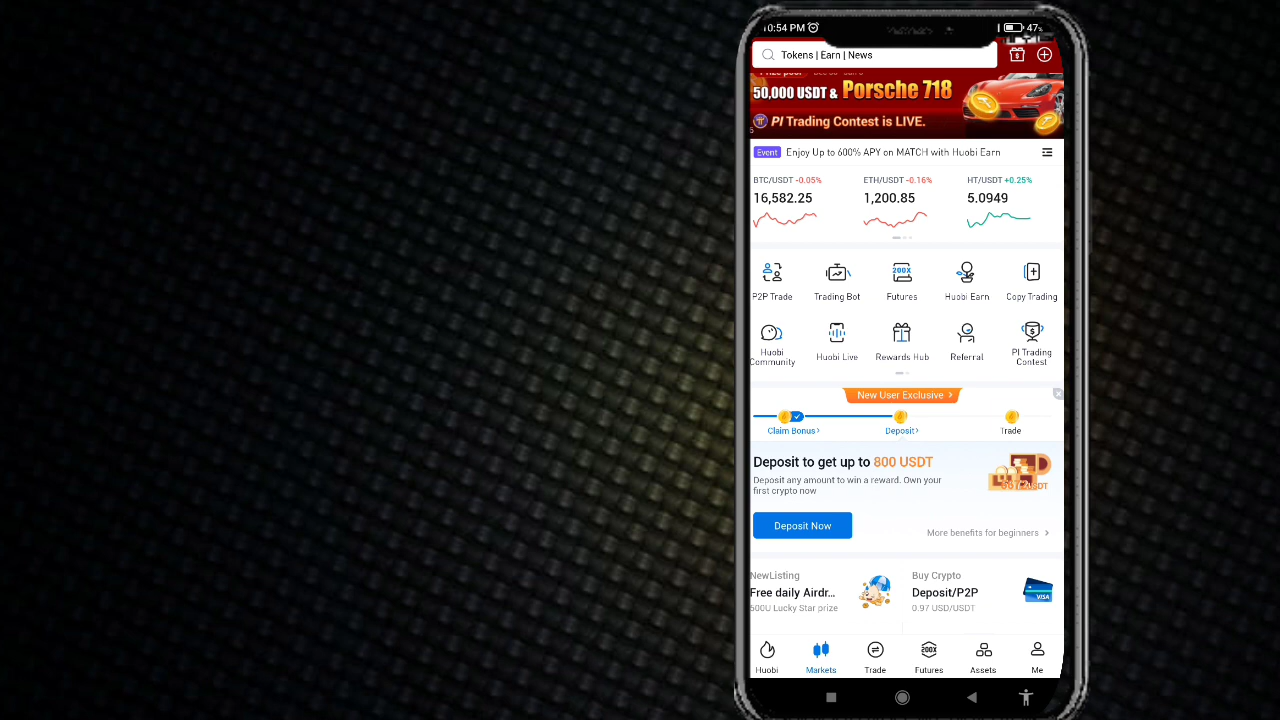 10:54 PM
47%
Tokens | Earn | News
50,000 USDT & Porsche 718
PI Trading Contest is LIVE.
Event Enjoy Up to 600% APY on MATCH with Huobi Earn
BTC/USDT -0.05% ETH/USDT -0.16% HT/USDT +0.25%
16,582.25 1,200.85 5.0949
P2P Trade Trading Bot 200X Futures Huobi Earn Copy Trading
Huobi Community Huobi Live Rewards Hub Referral PI Trading Contest
New User Exclusive >
Claim Bonus> Deposit> Trade
Deposit to get up to 800 USDT
Deposit any amount to win a reward. Own your
first crypto now
Deposit Now
More benefits for beginners >
NewListing Buy Crypto
Free daily Airdr... Deposit/P2P
500U Lucky Star prize 0.97 USD/USDT
VISA
200X
Huobi Markets Trade Futures Assets Me